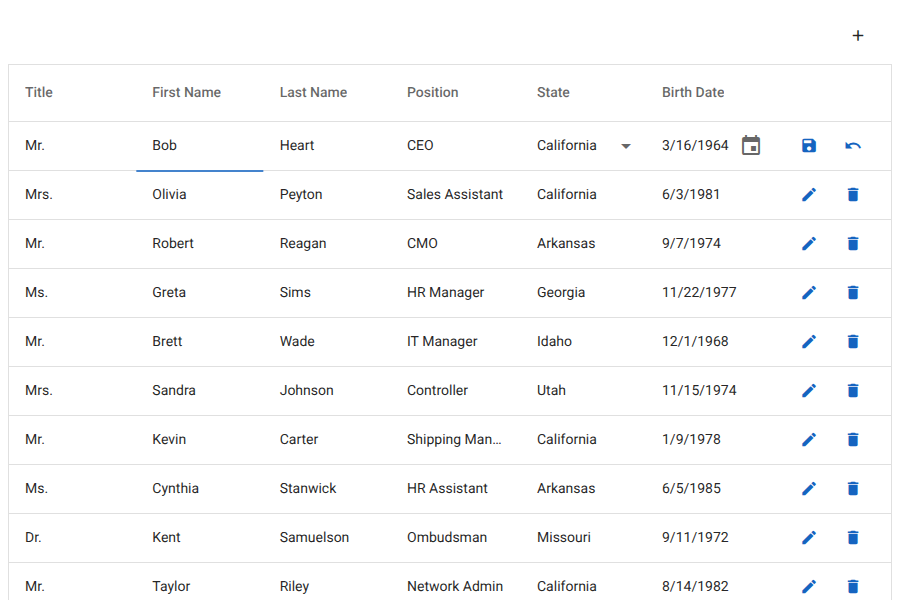 Title First Name Last Name Position State Birth Date
Mr. Bob Heart CEO California 3/16/1964
Mrs. Olivia Peyton Sales Assistant California 6/3/1981
Mr. Robert Reagan CMO Arkansas 9/7/1974
Ms. Greta Sims HR Manager Georgia 11/22/1977
Mr. Brett Wade IT Manager Idaho 12/1/1968
Mrs. Sandra Johnson Controller Utah 11/15/1974
Mr. Kevin Carter Shipping Man... California 1/9/1978
Ms. Cynthia Stanwick HR Assistant Arkansas 6/5/1985
Dr. Kent Samuelson Ombudsman Missouri 9/11/1972
Mr. Taylor Riley Network Admin California 8/14/1982